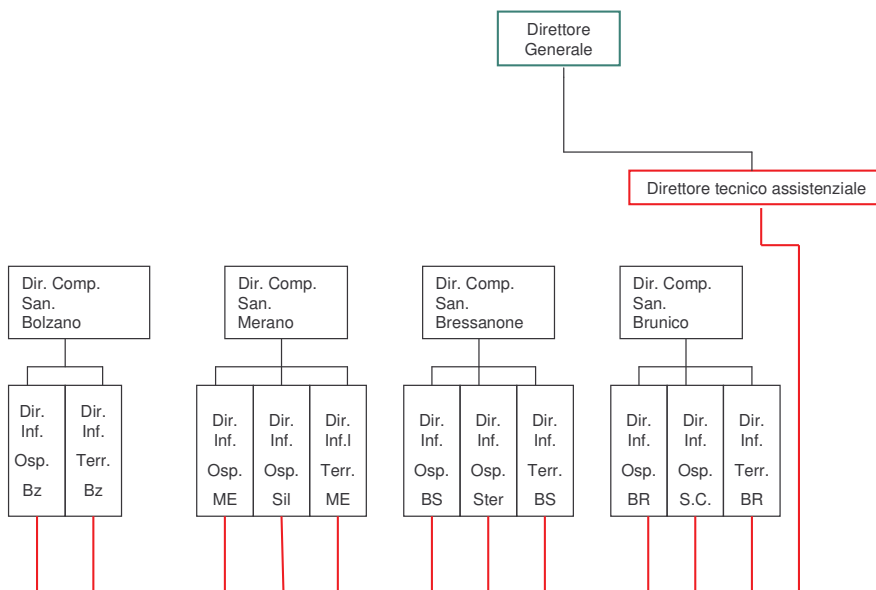 Direttore
Generale
Direttore tecnico assistenziale
Dir. Comp.
San.
Bolzano
Dir. Comp.
San.
Merano
Dir. Comp.
San.
Bressanone
Dir. Comp.
San.
Brunico
Dir.
Inf.
Osp.
Bz
Dir.
Inf.
Terr.
Bz
Dir.
Inf.
Osp.
ME
Dir.
Inf.
Osp.
Sil
Dir.
Inf.l
Terr.
ME
Dir.
Inf.
Osp.
BS
Dir.
Inf.
Osp.
Ster
Dir.
Inf.
Terr.
BS
Dir.
Inf.
Osp.
BR
Dir.
Inf.
Osp
S.C.
Dir.
Inf.
Terr.
BR